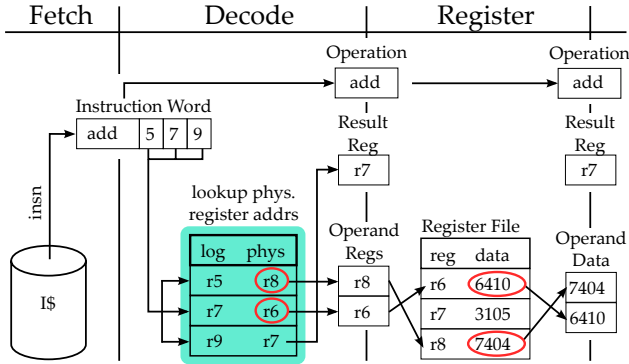 Fetch Decode Register
Operation Operation
add add
Instruction Word
add 5 7 9
Result Reg
Result Reg
r7 r7
insn
lookup phys.
register addrs
Operand Regs
Register File
Operand Data
log phys
reg data
r5 r8
r8
r6 6410
7404
r7 r6
r6
r7 3105
6410
r9 r7
r8 7404
I$